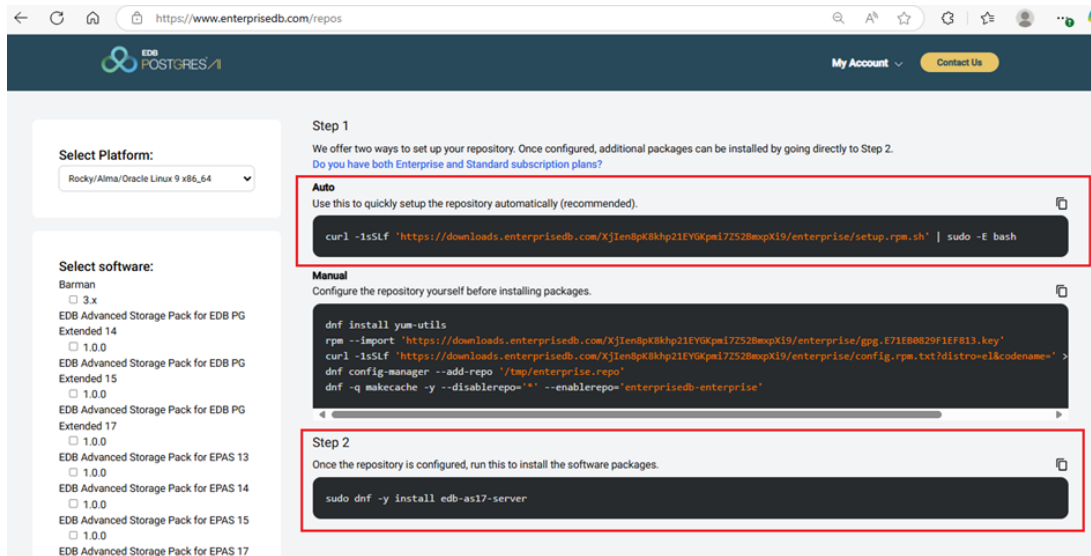 https://www.enterprisedb.com/repos
EDB
POSTGRES AI
My Account
Contact Us
Select Platform:
Rocky/Alma/Oracle Linux 9 x86_64
Select software:
Barman
3.x
EDB Advanced Storage Pack for EDB PG
Extended 14
1.0.0
EDB Advanced Storage Pack for EDB PG
Extended 15
1.0.0
EDB Advanced Storage Pack for EDB PG
Extended 17
1.0.0
EDB Advanced Storage Pack for EPAS 13
1.0.0
EDB Advanced Storage Pack for EPAS 14
1.0.0
EDB Advanced Storage Pack for EPAS 15
1.0.0
EDB Advanced Storage Pack for EPAS 17
Step 1
We offer two ways to set up your repository. Once configured, additional packages can be installed by going directly to Step 2.
Do you have both Enterprise and Standard subscription plans?
Auto
Use this to quickly setup the repository automatically (recommended).
curl -1sSLf 'https://downloads.enterprisedb.com/XjIen8pK8khp21EYGKpmi7Z52BmxpXi9/enterprise/setup.rpm.sh' | sudo -E bash
Manual
Configure the repository yourself before installing packages.
dnf install yum-utils
rpm --import 'https://downloads.enterprisedb.com/XjIen8pK8khp21EYGKpmi7Z52BmxpXi9/enterprise/gpg.E71EB0829F1EF813.key'
curl -1sSLf 'https://downloads.enterprisedb.com/XjIen8pK8khp21EYGKpmi7Z52BmxpXi9/enterprise/config.rpm.txt?distro=el&codename=' >
dnf config-manager --add-repo '/tmp/enterprise.repo'
dnf -q makecache -y --disablerepo='*' --enablerepo='enterprisedb-enterprise'
Step 2
Once the repository is configured, run this to install the software packages.
sudo dnf -y install edb-as17-server